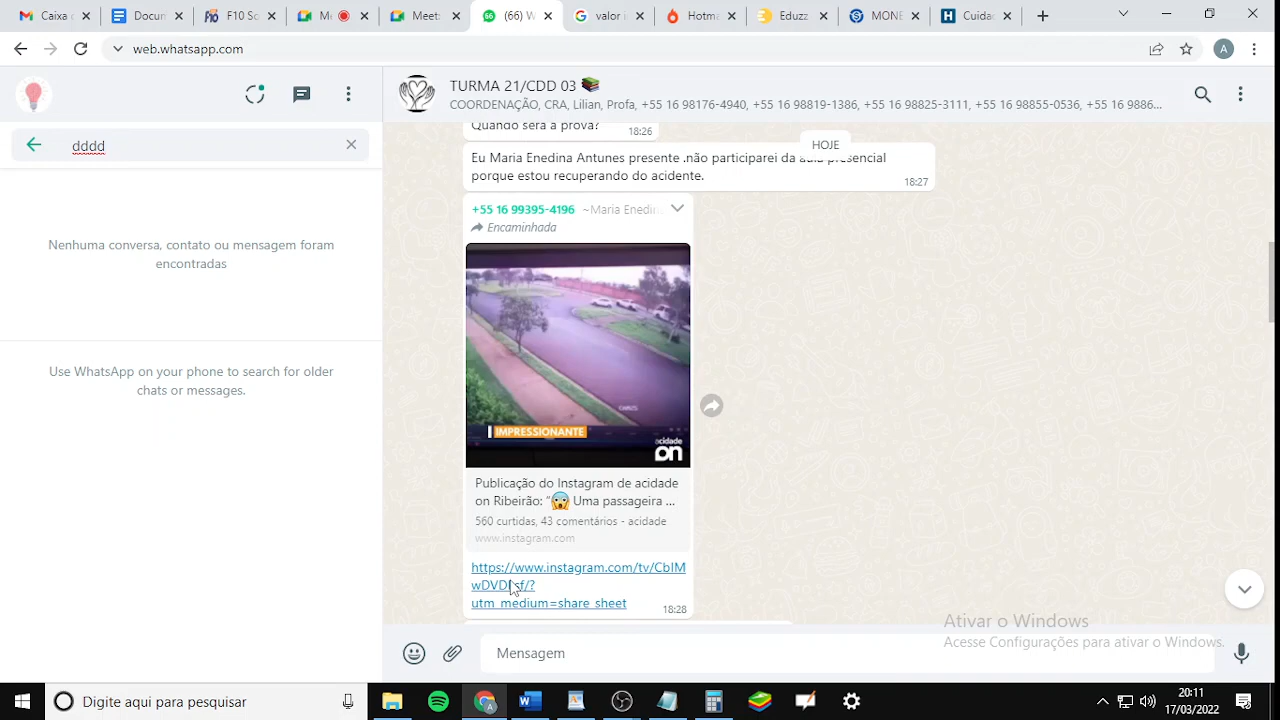 Caixa d
Docum
F10 Sc
Me
Meet:
(66) W
valor i
Hotma
Eduzz
MONE
Cuidar
web.whatsapp.com
A
TURMA 21/CDD 03
COORDENAÇÃO, CRA, Lilian, Profa, +55 16 98176-4940, +55 16 98819-1386, +55 16 98825-3111, +55 16 98855-0536, +55 16 9886...
dddd
Nenhuma conversa, contato ou mensagem foram
encontradas
Use WhatsApp on your phone to search for older
chats or messages.
Quando será a prova?
18:26
HOJE
Eu Maria Enedina Antunes presente .não participarei da aula presencial
porque estou recuperando do acidente.
18:27
+55 16 99395-4196 ~Maria Enedin
Encaminhada
IMPRESSIONANTE
acidade
on
Publicação do Instagram de acidade
on Ribeirão: “😱 Uma passageira ...
560 curtidas, 43 comentários - acidade
www.instagram.com
https://www.instagram.com/tv/CbIM
utm_medium=share_sheet
18:28
Ativar o Windows
Acesse Configurações para ativar o Windows.
Mensagem
Digite aqui para pesquisar
20:11
17/03/2022